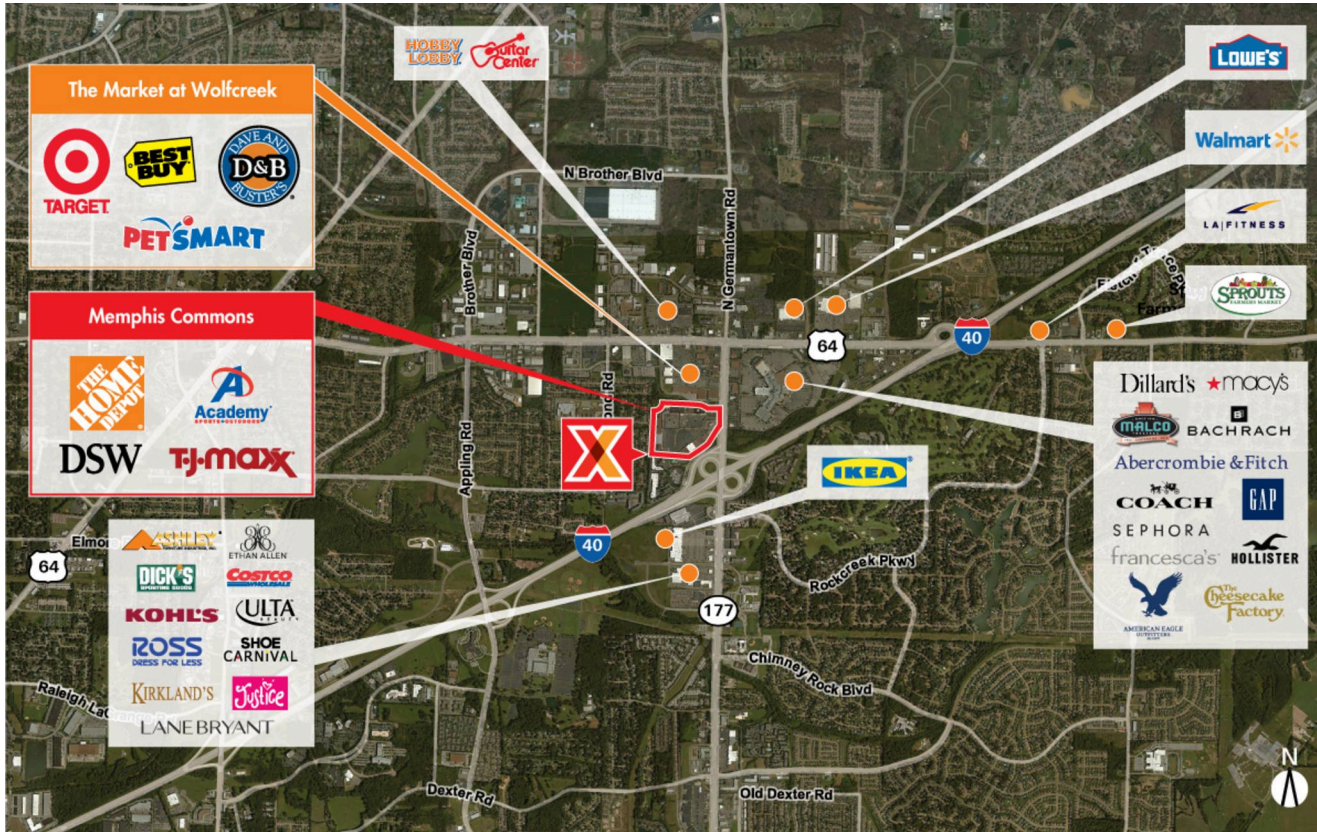 HOBBY
LOBBY
Guitar
Center
LOWE'S
The Market at Wolfcreek
TARGET
BEST
BUY
DAVE AND
D&B
BUSTER'S
PETSMART
Walmart
N Brother Blvd
LA|FITNESS
N Germantown Rd
Brother Blvd
SPROUTS
FARMERS MARKET
Memphis Commons
THE
HOME
DEPOT
A
Academy
SPORTS+OUTDOORS
DSW
T·J·maxx
64
40
Appling Rd
X
IKEA
Dillard's
macy's
MALCO
B
BACHRACH
Abercrombie & Fitch
COACH
GAP
SEPHORA
francesca's
HOLLISTER
AMERICAN EAGLE
OUTFITTERS
The
Cheesecake
Factory
64
40
ASHLEY
ETHAN ALLEN
DICK'S
SPORTING GOODS
COSTCO
WHOLESALE
KOHL'S
ULTA
BEAUTY
ROSS
DRESS FOR LESS
SHOE
CARNIVAL
KIRKLAND'S
Justice
LANE BRYANT
Rockcreek Pkwy
177
Chimney Rock Blvd
Dexter Rd
Old Dexter Rd
N